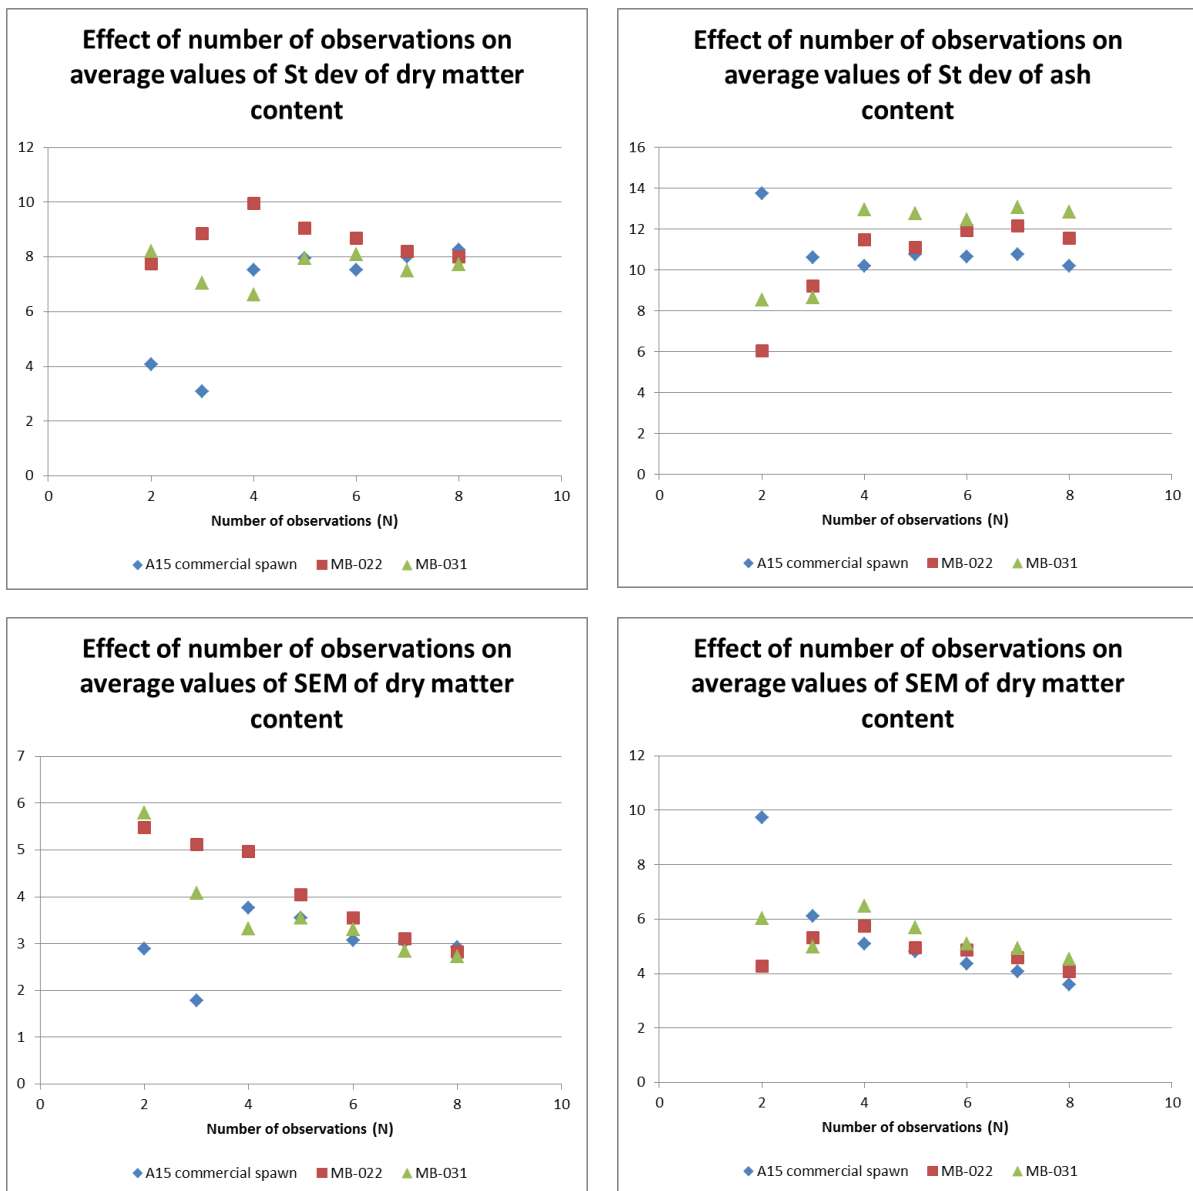 Effect of number of observations on
average values of St dev of dry matter
content
12
10
8
6
4
2
0
0 2 4 6 8 10
Number of observations (N)
A15 commercial spawn MB-022 MB-031
Effect of number of observations on
average values of St dev of ash
content
16
14
12
10
8
6
4
2
0
0 2 4 6 8 10
Number of observations (N)
A15 commercial spawn MB-022 MB-031
Effect of number of observations on
average values of SEM of dry matter
content
7
6
5
4
3
2
1
0
0 2 4 6 8 10
Number of observations (N)
A15 commercial spawn MB-022 MB-031
Effect of number of observations on
average values of SEM of dry matter
content
12
10
8
6
4
2
0
0 2 4 6 8 10
Number of observations (N)
A15 commercial spawn MB-022 MB-031